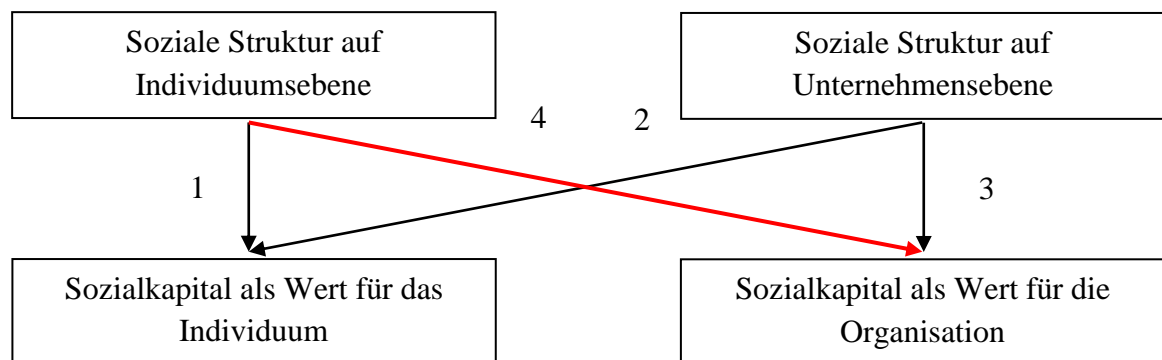 Soziale Struktur auf
Individuumsebene
Soziale Struktur auf
Unternehmensebene
4
2
1
3
Sozialkapital als Wert für das
Individuum
Sozialkapital als Wert für die
Organisation